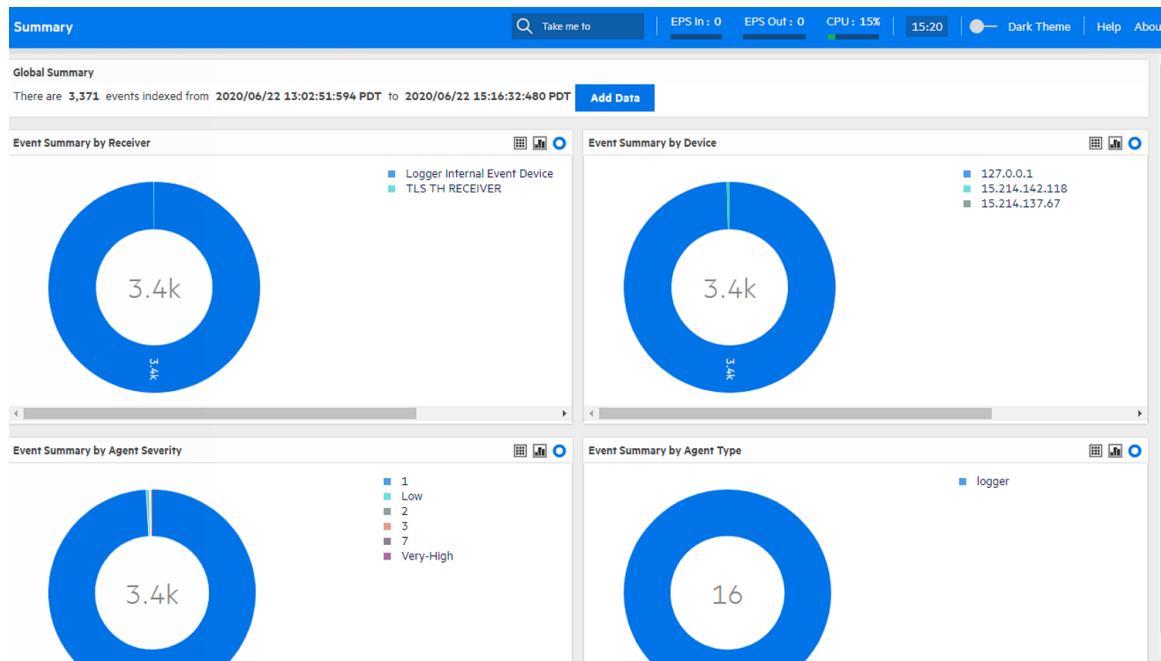 Summary
Take me to
EPS In : 0
EPS Out : 0
CPU : 15%
15:20
Dark Theme
Help
Abou
Global Summary
There are 3,371 events indexed from 2020/06/22 13:02:51:594 PDT to 2020/06/22 15:16:32:480 PDT
Add Data
Event Summary by Receiver
Logger Internal Event Device
TLS TH RECEIVER
3.4k
3.4k
Event Summary by Device
127.0.0.1
15.214.142.118
15.214.137.67
3.4k
3.4k
Event Summary by Agent Severity
1
Low
2
3
7
Very-High
3.4k
Event Summary by Agent Type
logger
16